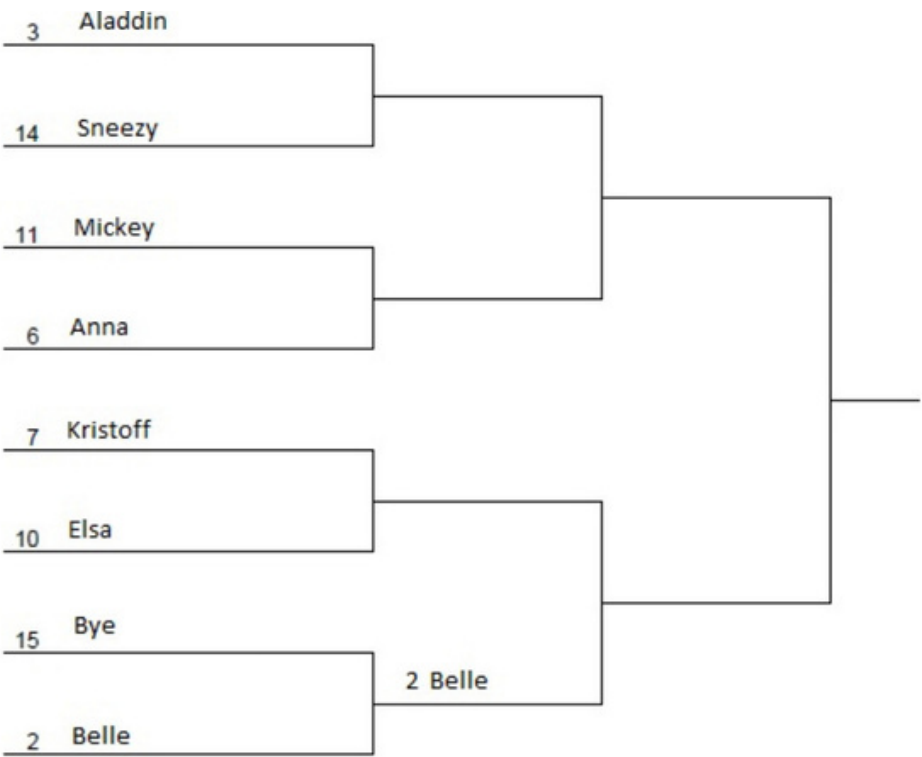 3 Aladdin
14 Sneezy
11 Mickey
6 Anna
7 Kristoff
10 Elsa
15 Bye
2 Belle
2 Belle